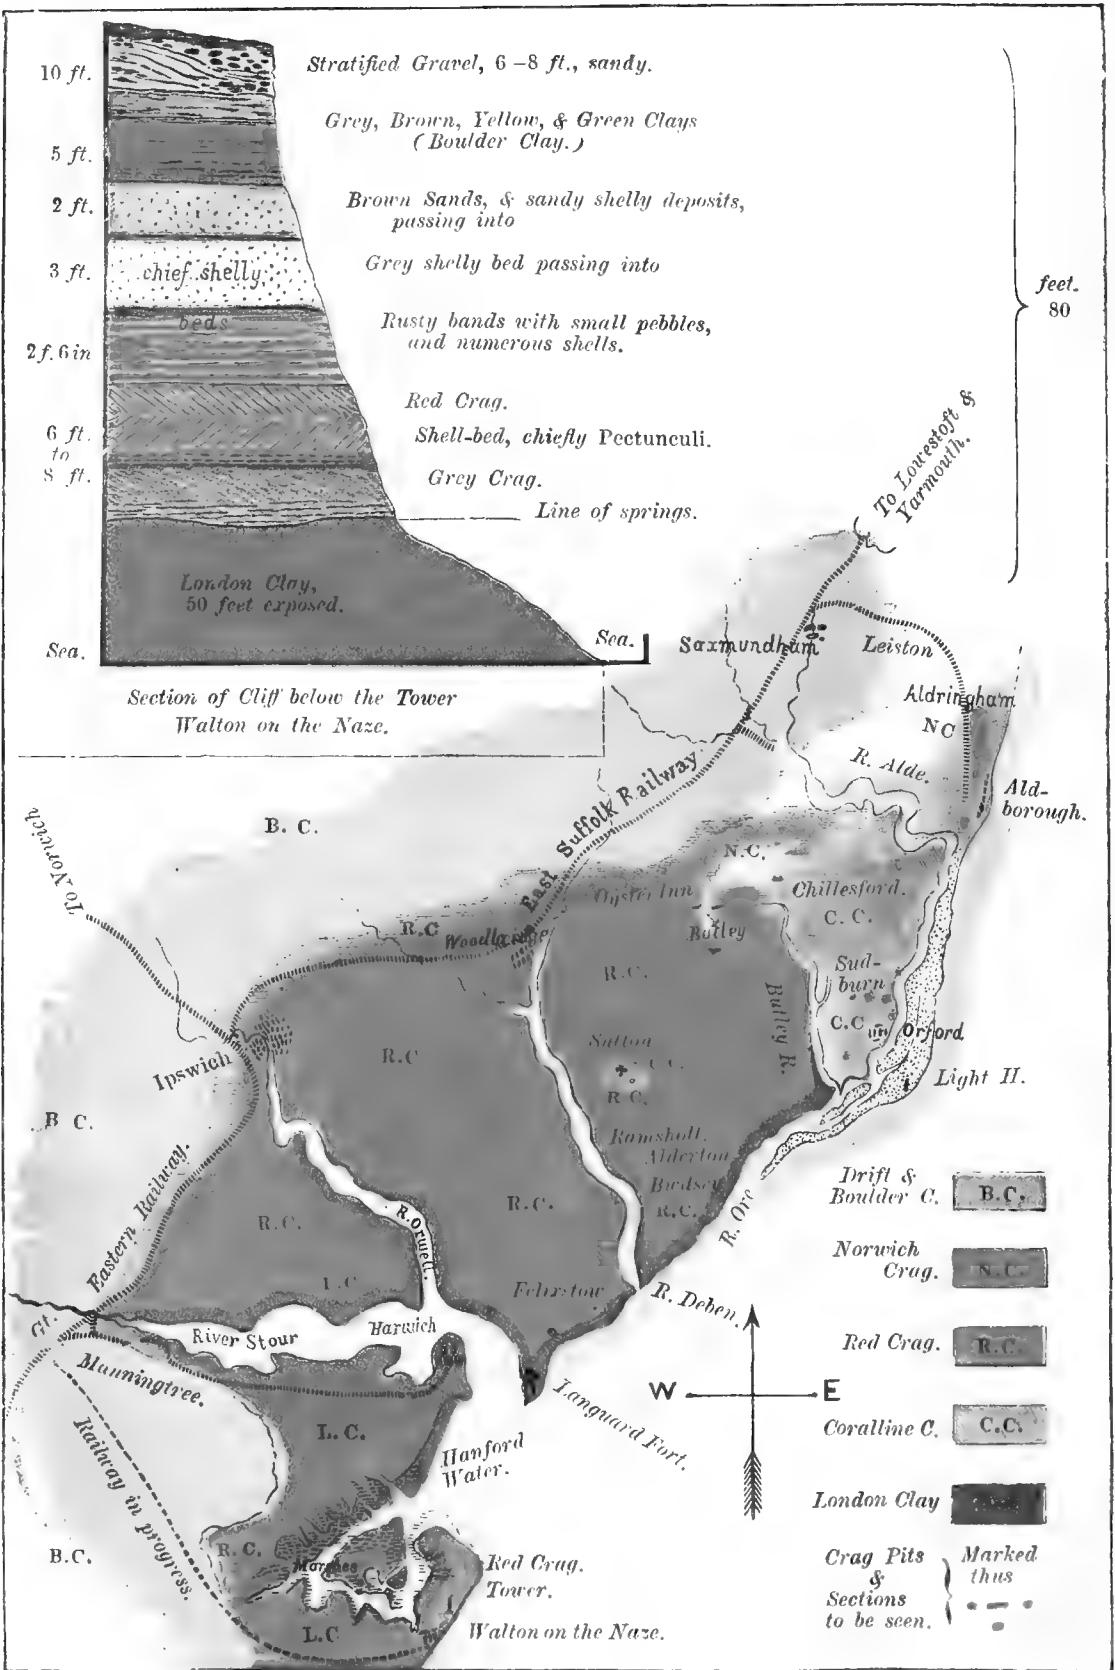 10 ft.
Stratified Gravel, 6-8 ft., sandy.
Grey, Brown, Yellow, & Green Clays
(Boulder Clay.)
5 ft.
2 ft.
Brown Sands, & sandy shelly deposits,
passing into
3 ft.
chief shelly
Grey shelly bed passing into
feet.
80
beds
Rusty bands with small pebbles,
and numerous shells.
2 f. 6 in
Red Crag.
6 ft.
to
8 ft.
Shell-bed, chiefly Pectunculi.
Grey Crag.
Line of springs.
London Clay,
50 feet exposed.
Sea.
Sea.
Section of Cliff below the Tower
Walton on the Naze.
To Lowestoft &
Yarmouth.
Saxmundham
Leiston
Aldringham
NC
R. Alde.
Ald-
borough.
East Suffolk Railway
B. C.
To Norwich
N.C.
Oyster Inn
Chillesford.
C. C.
R.C
Woodbridge
Butley
R.C.
Sud-
burn
Butley R.
C.C
Orford
Ipswich
R.C
Sutton
C C.
R C.
Light H.
B C.
Ramsholt.
Alderton
R.C.
R. Ore
Drift &
Boulder C.
B.C.
Eastern Railway.
R.C.
R. Orwell.
R.C.
Norwich
Crag.
N.C.
L.C
Felixstow
R. Deben.
Gt.
River Stour
Harwich
Red Crag.
R.C.
Manningtree.
W
E
Languard Fort.
Coralline C.
C.C.
L. C.
Hanford
Water.
London Clay
Railway in progress.
B.C.
R.C.
Marshes
Red Crag.
Tower.
Crag Pits
&
Sections
to be seen.
Marked
thus
L.C
Walton on the Naze.